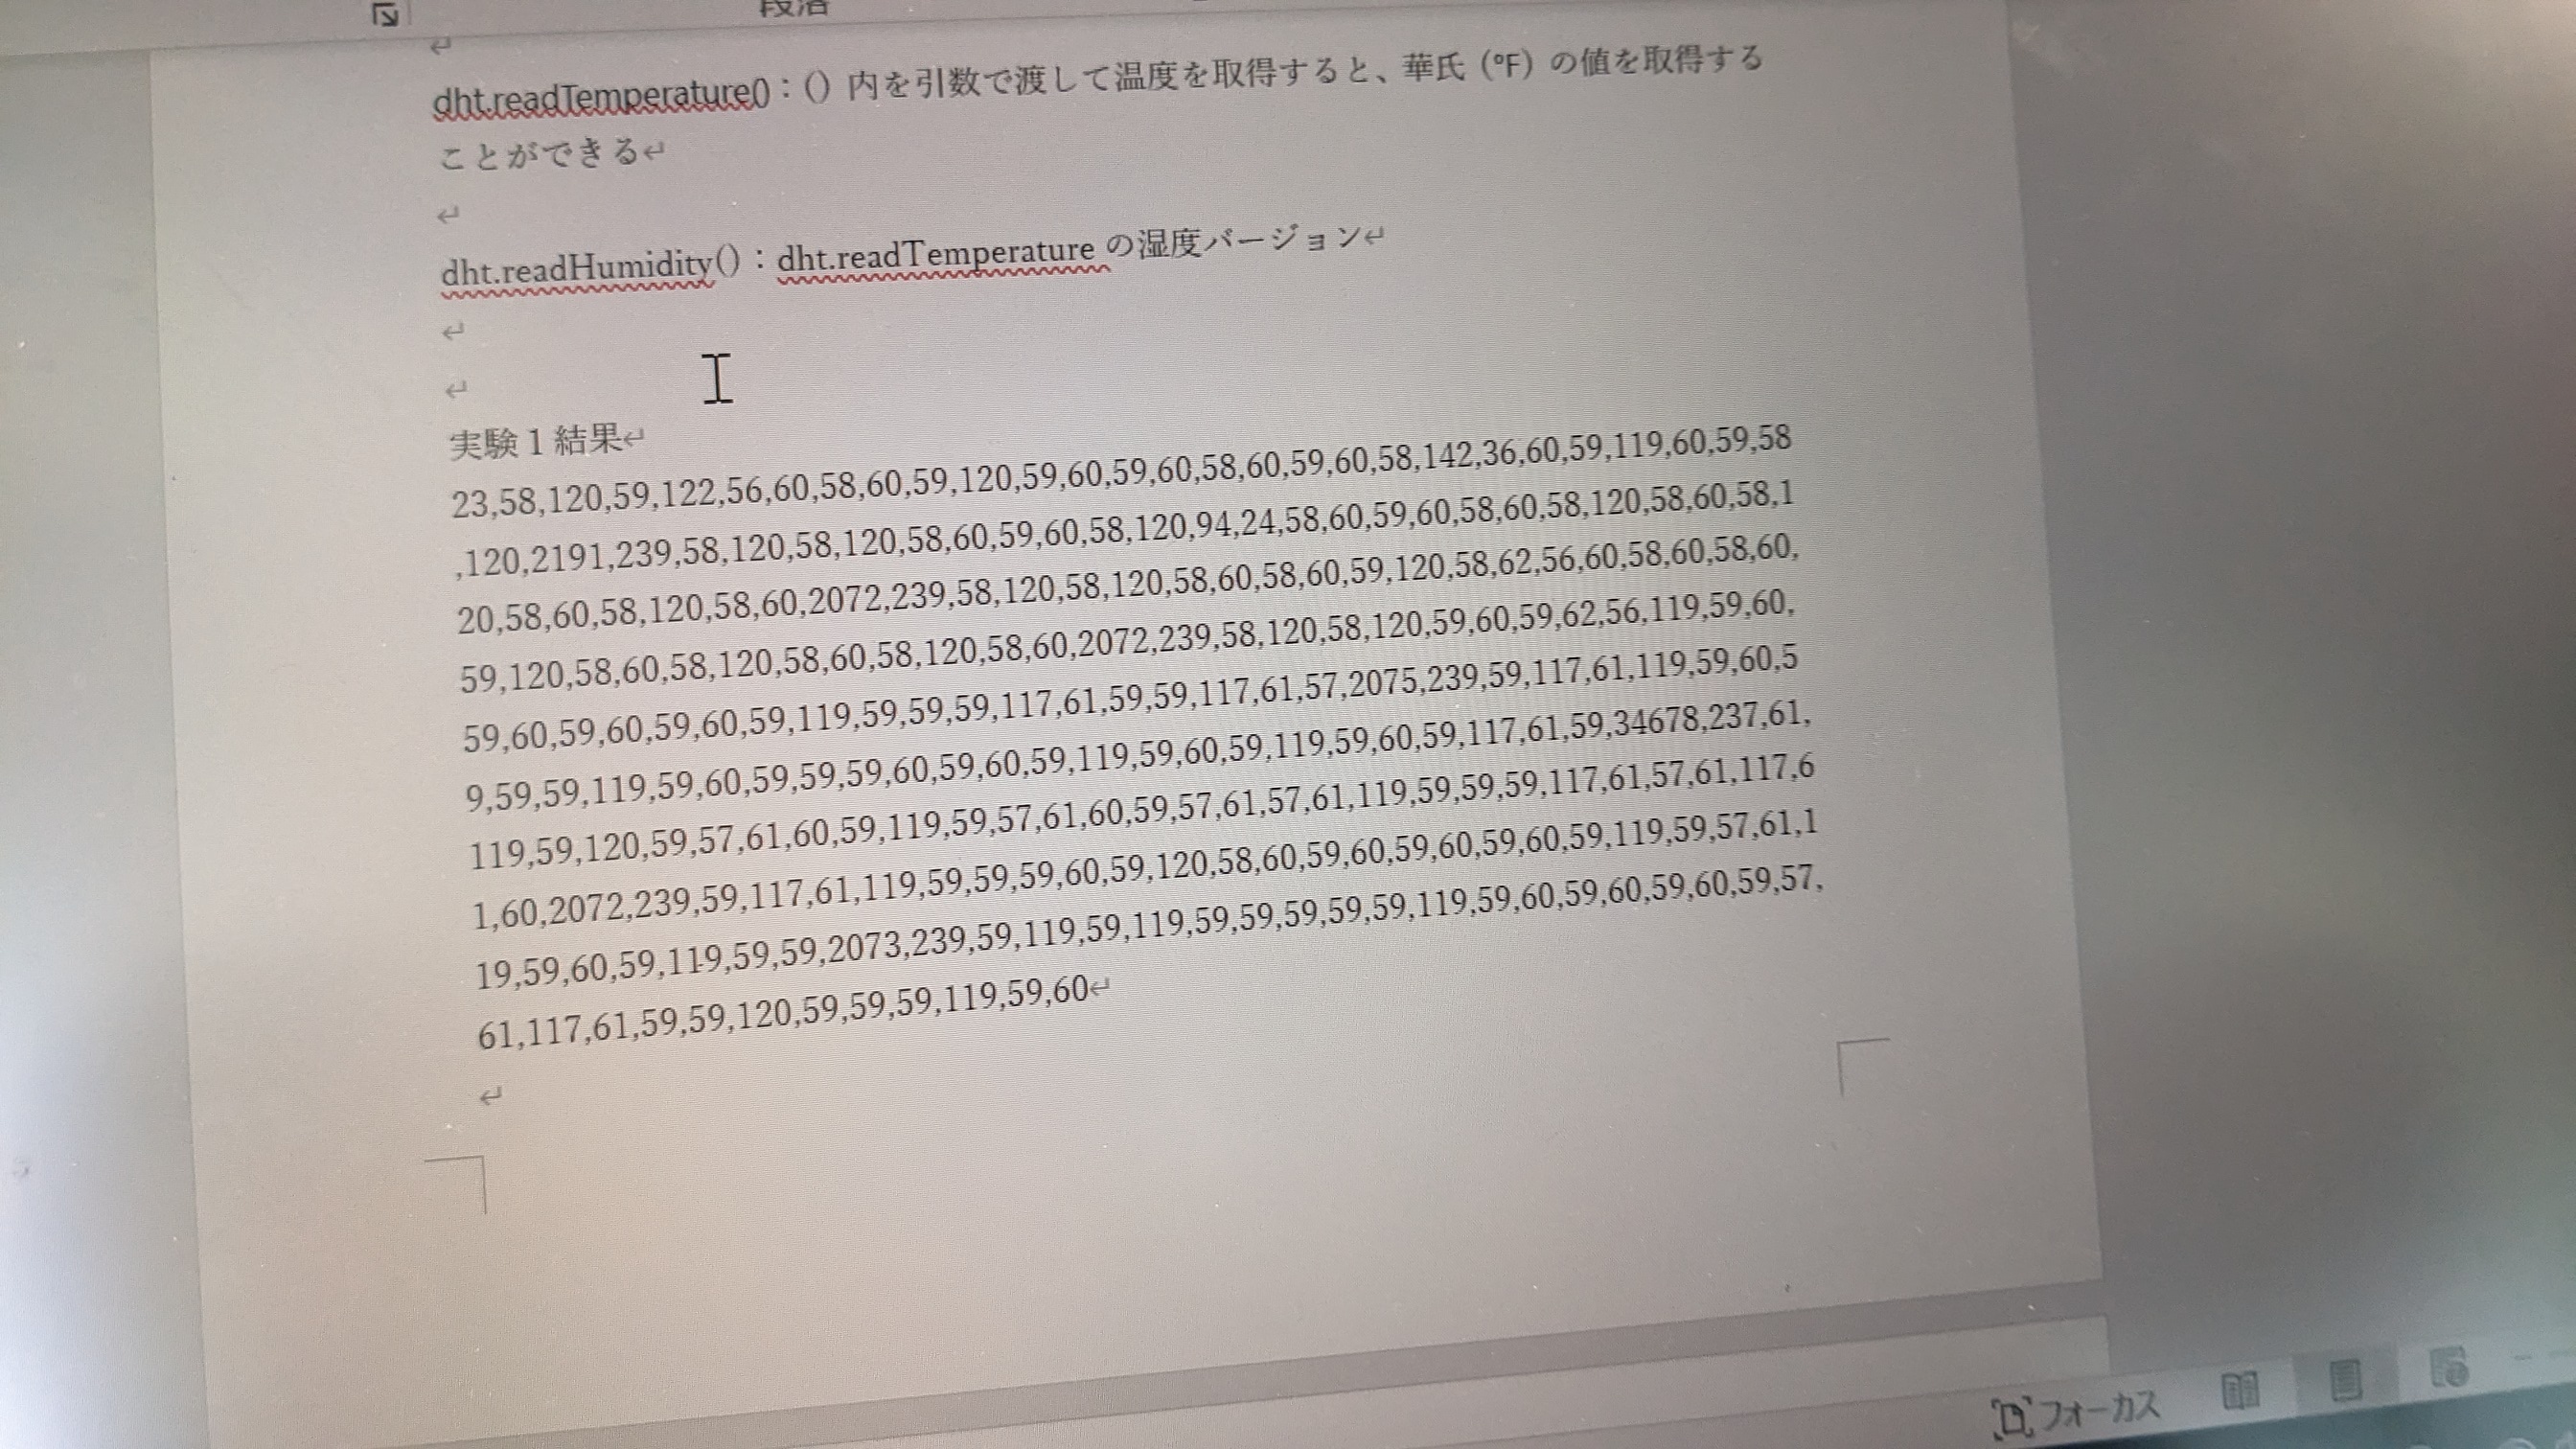 段落
dht.readTemperature()：() 内を引数で渡して温度を取得すると、華氏（°F）の値を取得する
ことができる↵
dht.readHumidity()：dht.readTemperature の湿度バージョン↵
実験 1 結果↵
23,58,120,59,122,56,60,58,60,59,120,59,60,59,60,58,60,59,60,58,142,36,60,59,119,60,59,58
,120,2191,239,58,120,58,120,58,60,59,60,58,120,94,24,58,60,59,60,58,60,58,120,58,60,58,1
20,58,60,58,120,58,60,2072,239,58,120,58,120,58,60,58,60,59,120,58,62,56,60,58,60,58,60,
59,120,58,60,58,120,58,60,58,120,58,60,2072,239,58,120,58,120,59,60,59,62,56,119,59,60,
59,60,59,60,59,60,59,119,59,59,59,117,61,59,59,117,61,57,2075,239,59,117,61,119,59,60,5
9,59,59,119,59,60,59,59,59,60,59,60,59,119,59,60,59,119,59,60,59,117,61,59,34678,237,61,
119,59,120,59,57,61,60,59,119,59,57,61,60,59,57,61,57,61,119,59,59,59,117,61,57,61,117,6
1,60,2072,239,59,117,61,119,59,59,59,60,59,120,58,60,59,60,59,60,59,60,59,119,59,57,61,1
19,59,60,59,119,59,59,2073,239,59,119,59,119,59,59,59,59,59,119,59,60,59,60,59,60,59,57,
61,117,61,59,59,120,59,59,59,119,59,60↵
フォーカス